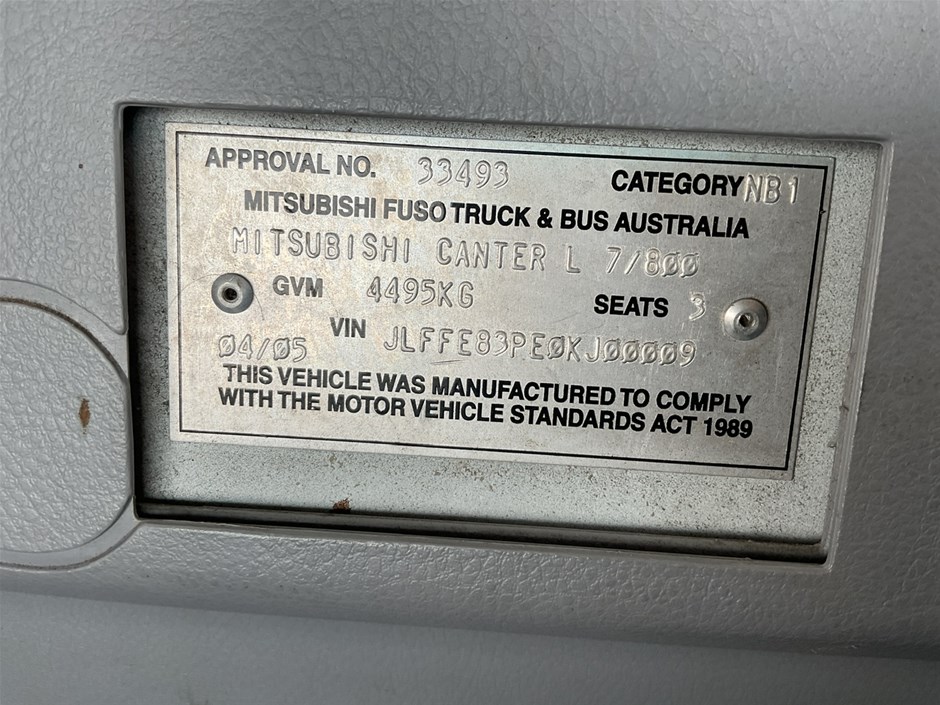 APPROVAL NO. 33493 CATEGORY NB1
MITSUBISHI FUSO TRUCK & BUS AUSTRALIA
MITSUBISHI CANTER L 7/800
GVM 4495KG SEATS 3
04/05 VIN JLFFE83PE0KJ00009
THIS VEHICLE WAS MANUFACTURED TO COMPLY
WITH THE MOTOR VEHICLE STANDARDS ACT 1989